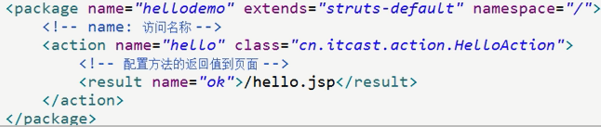 <package name="hellodemo" extends="struts-default" namespace="/">
<!-- name: 访问名称 -->
<action name="hello" class="cn.itcast.action.HelloAction">
<!-- 配置方法的返回值到页面 -->
<result name="ok">/hello.jsp</result>
</action>
</package>